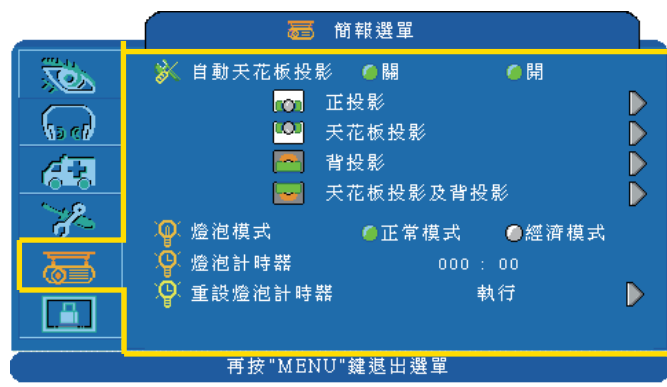 簡報選單
自動天花板投影 關 開
正投影
天花板投影
背投影
天花板投影及背投影
燈泡模式 正常模式 經濟模式
燈泡計時器 000 : 00
重設燈泡計時器 執行
再按"MENU"鍵退出選單